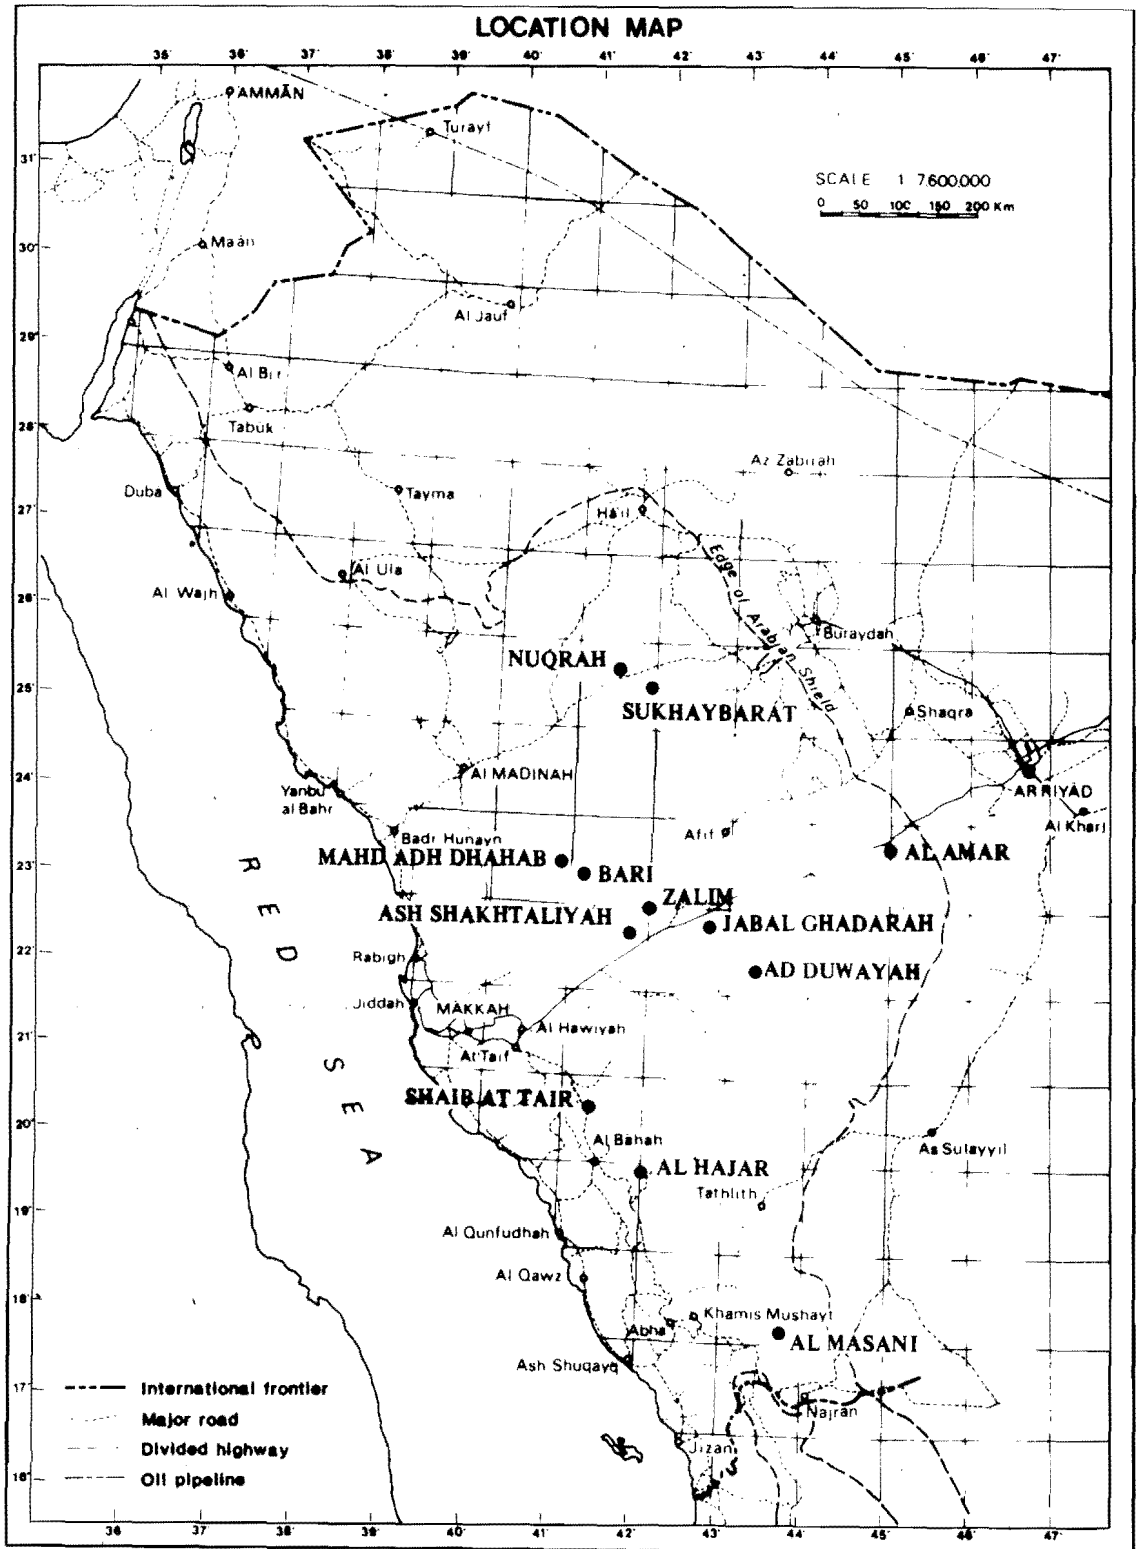 LOCATION MAP
35° 36° 37° 38° 39° 40° 41° 42° 43° 44° 45° 46° 47°
AMMĀN
Turayf
31°
SCALE 1 7.600.000
0 50 100 150 200 Km
30°
Maān
Al Jauf
29°
Al Bir
Tabūk
28°
Az Zabirah
Duba
Tayma
27°
Ha'il
Edge of Arabian Shield
Al Ula
26°
Al Wajh
Buraydah
NUQRAH
25°
SUKHAYBARAT
Shaqra
24°
Al MADINAH
Yanbu
al Bahr
AR RIYĀD
Afif
Al Kharj
Badr Hunayn
23°
MAHD ADH DHAHAB
BARI
AL AMAR
ZALIM
ASH SHAKHTALIYAH
JABAL GHADARAH
22°
Rabigh
AD DUWAYAH
RED SEA
Jiddah
MAKKAH
21°
Al Hawiyah
At Taif
SHAIB AT TAIR
20°
Al Bahah
As Sulayyil
AL HAJAR
Tathlith
19°
Al Qunfudhah
Al Qawz
18°
Khamis Mushayt
Abha
AL MASANI
Ash Shuqayq
17°
International frontier
Najran
Major road
Jizan
Divided highway
16°
Oil pipeline
36° 37° 38° 39° 40° 41° 42° 43° 44° 45° 46° 47°